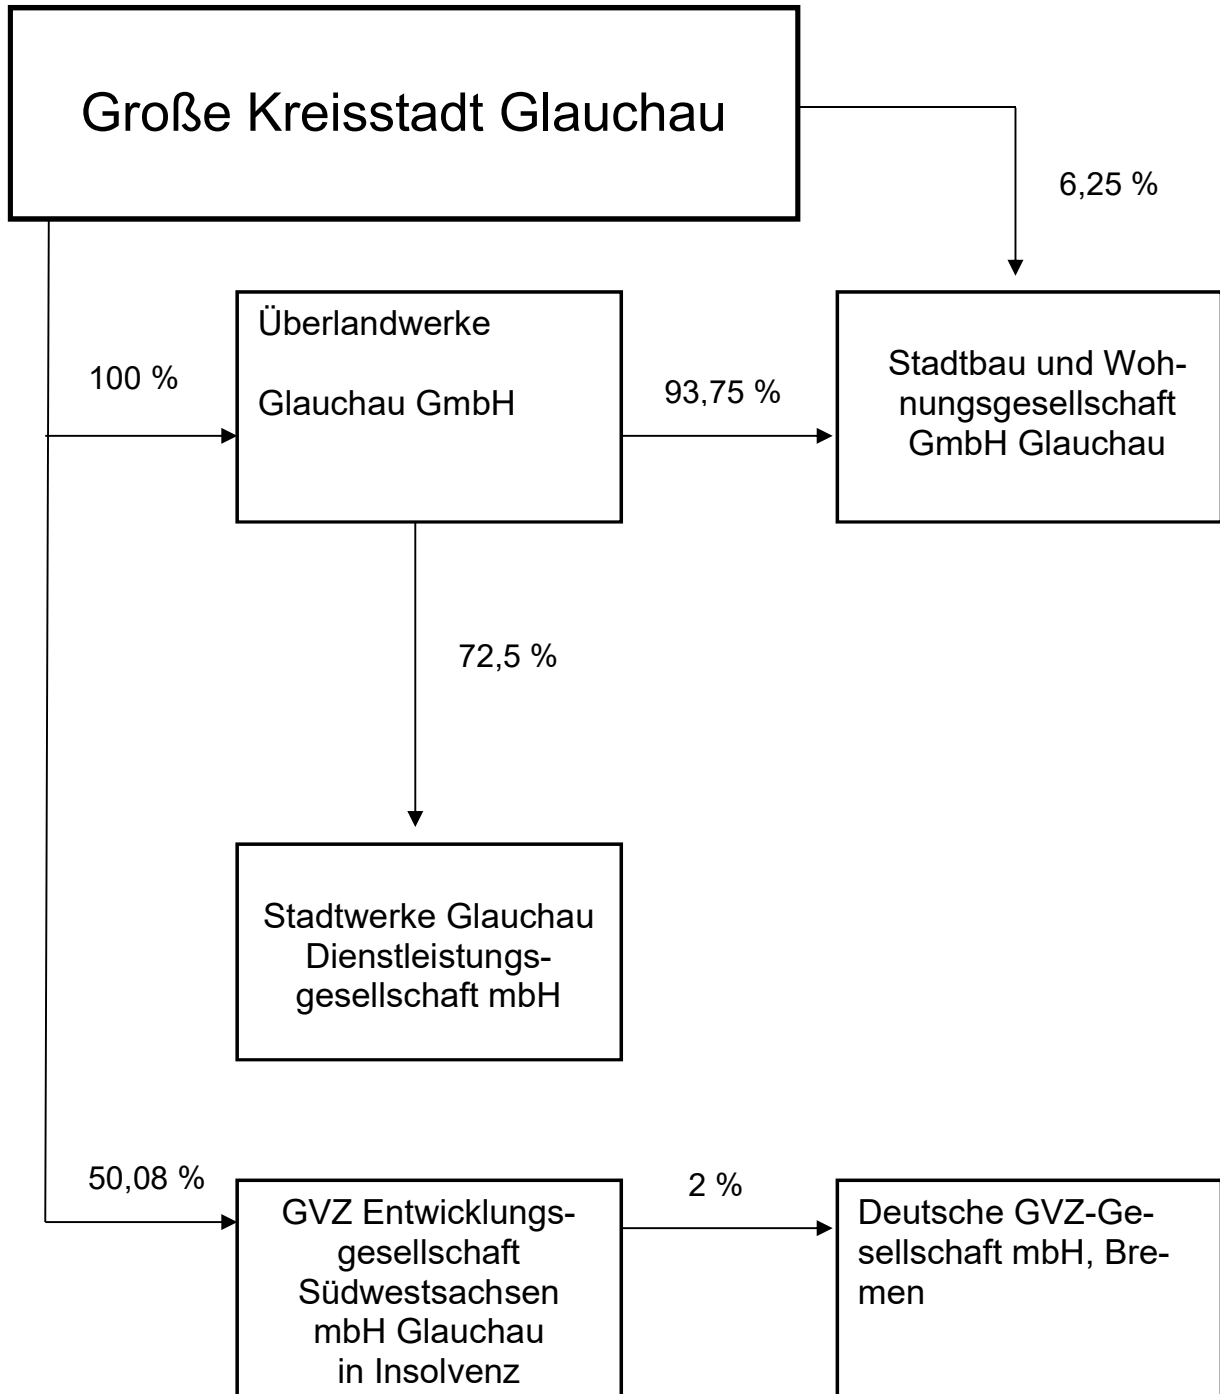 Große Kreisstadt Glauchau
6,25 %
Überlandwerke
Glauchau GmbH
100 %
93,75 %
Stadtbau und Woh-
nungsgesellschaft
GmbH Glauchau
72,5 %
Stadtwerke Glauchau
Dienstleistungs-
gesellschaft mbH
50,08 %
GVZ Entwicklungs-
gesellschaft
Südwestsachsen
mbH Glauchau
in Insolvenz
2 %
Deutsche GVZ-Ge-
sellschaft mbH, Bre-
men